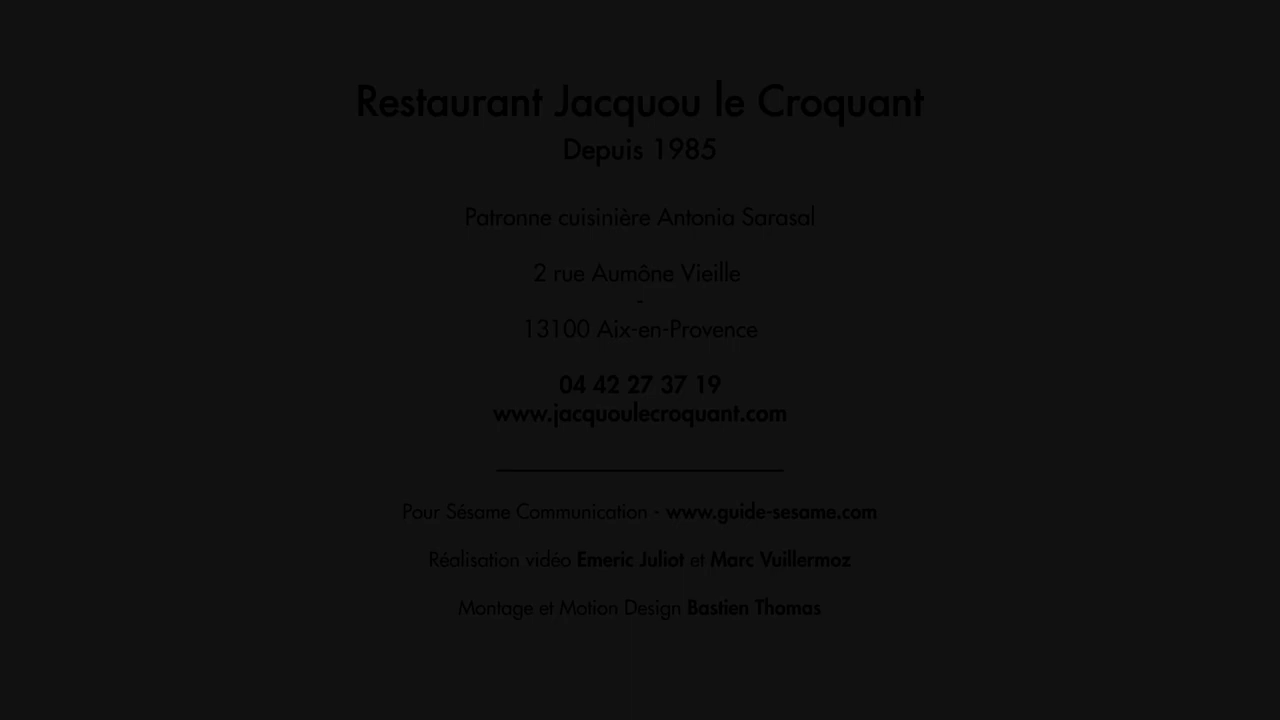 Restaurant Jacquou le Croquant
Depuis 1985
Patronne cuisinière Antonia Sarasal
2 rue Aumône Vieille
-
13100 Aix-en-Provence
04 42 27 37 19
www.jacquoulecroquant.com
Pour Sésame Communication - www.guide-sesame.com
Réalisation vidéo Emeric Juliot et Marc Vuillermoz
Montage et Motion Design Bastien Thomas